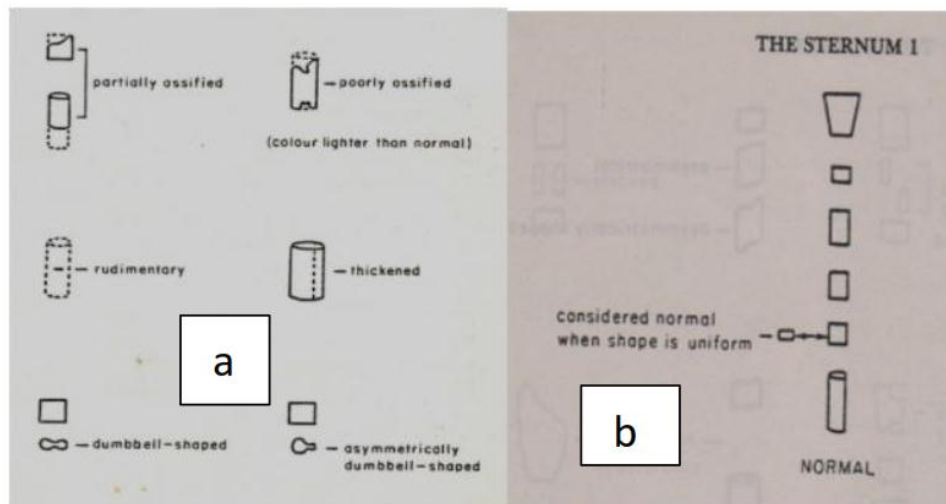 partially ossified
poorly ossified
(colour lighter than normal)
rudimentary
thickened
a
dumbbell-shaped
asymmetrically
dumbbell-shaped
THE STERNUM 1
considered normal
when shape is uniform
b
NORMAL